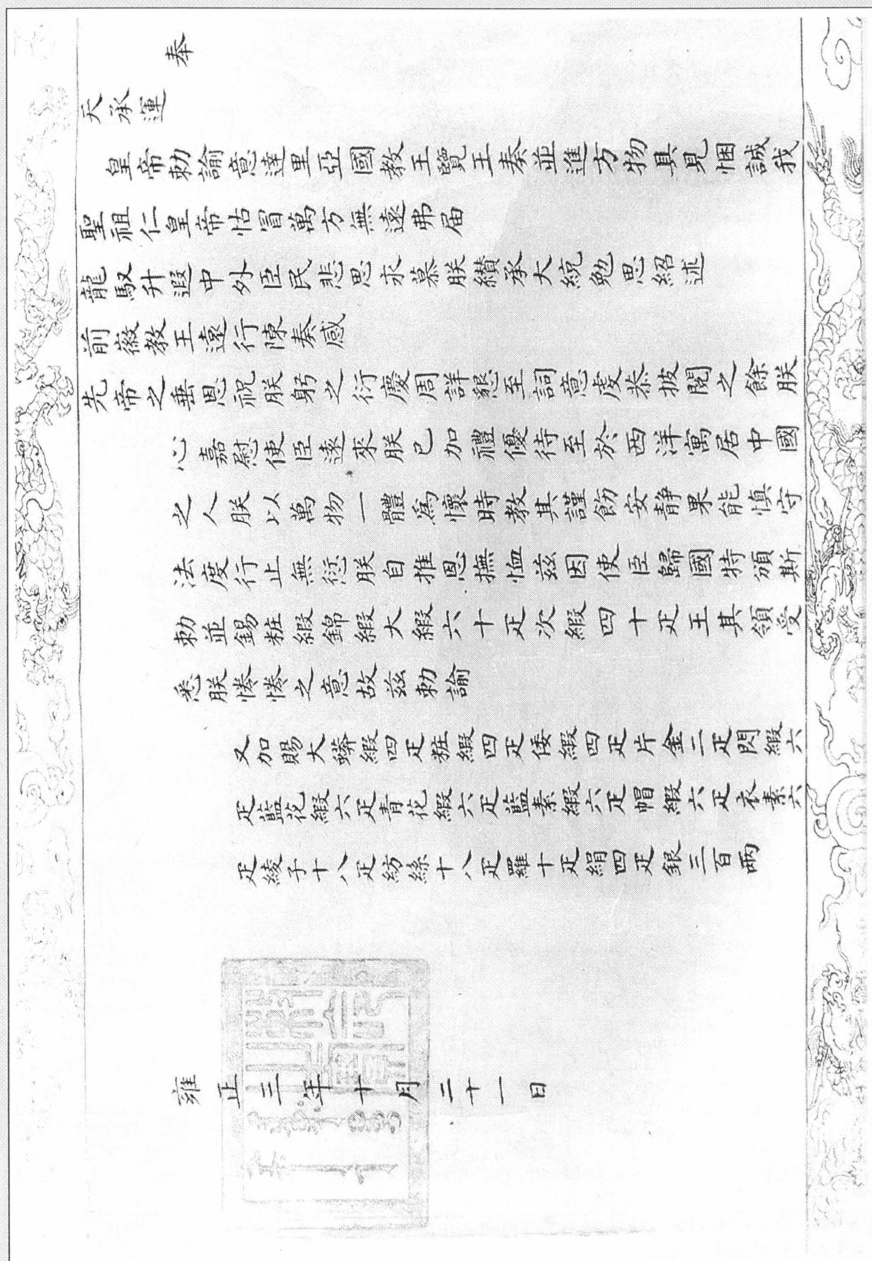 奉
天承運
皇帝勅諭意達里亞國教王覽王奏並進方物具見悃誠我
聖祖仁皇帝怙冒萬方無遠弗届
龍馭升遐中外臣民悲思永慕朕纉承大統勉思紹述
前徽教王遠行陳奏感
先帝之垂恩祝朕躬之衍慶周詳懇至詞意虔恭披閱之餘朕
心嘉慰使臣遠來朕已加禮優待至於西洋寓居中國
之人朕以萬物一體為懷時教其謹飭安静果能慎守
法度行止無愆朕自推恩撫恤兹因使臣歸國特頒斯
勅並錫粧緞錦緞大緞六十疋次緞四十疋王其領受
悉朕惓惓之意故兹勅諭
又加賜大蟒緞四疋粧緞四疋倭緞四疋片金二疋閃緞六
疋藍花緞六疋青花緞六疋藍素緞六疋帽緞六疋衣素六
疋綾子十八疋紡絲十八疋羅十疋絹四疋銀三百兩
雍正三年十月二十一日